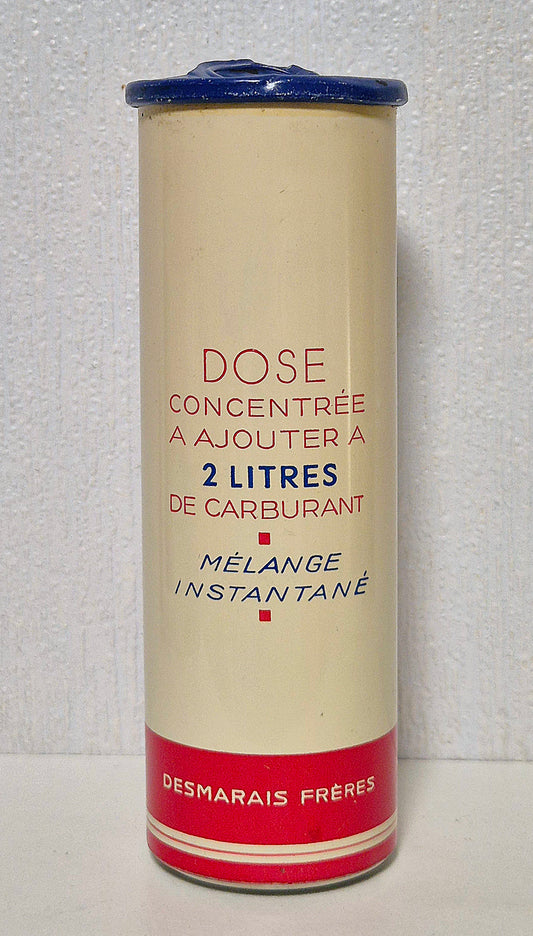 DOSE
CONCENTRÉE
A AJOUTER A
2 LITRES
DE CARBURANT
MÉLANGE
INSTANTANÉ
DESMARAIS FRÈRES